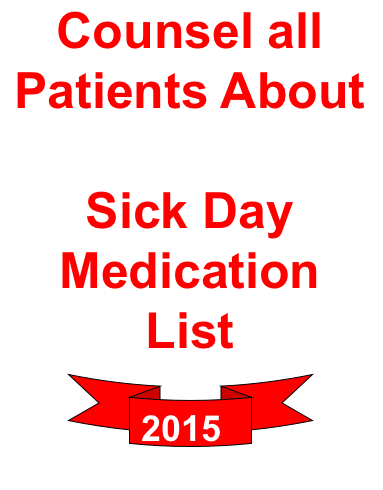 Counsel all
Patients About
Sick Day
Medication
List
2015